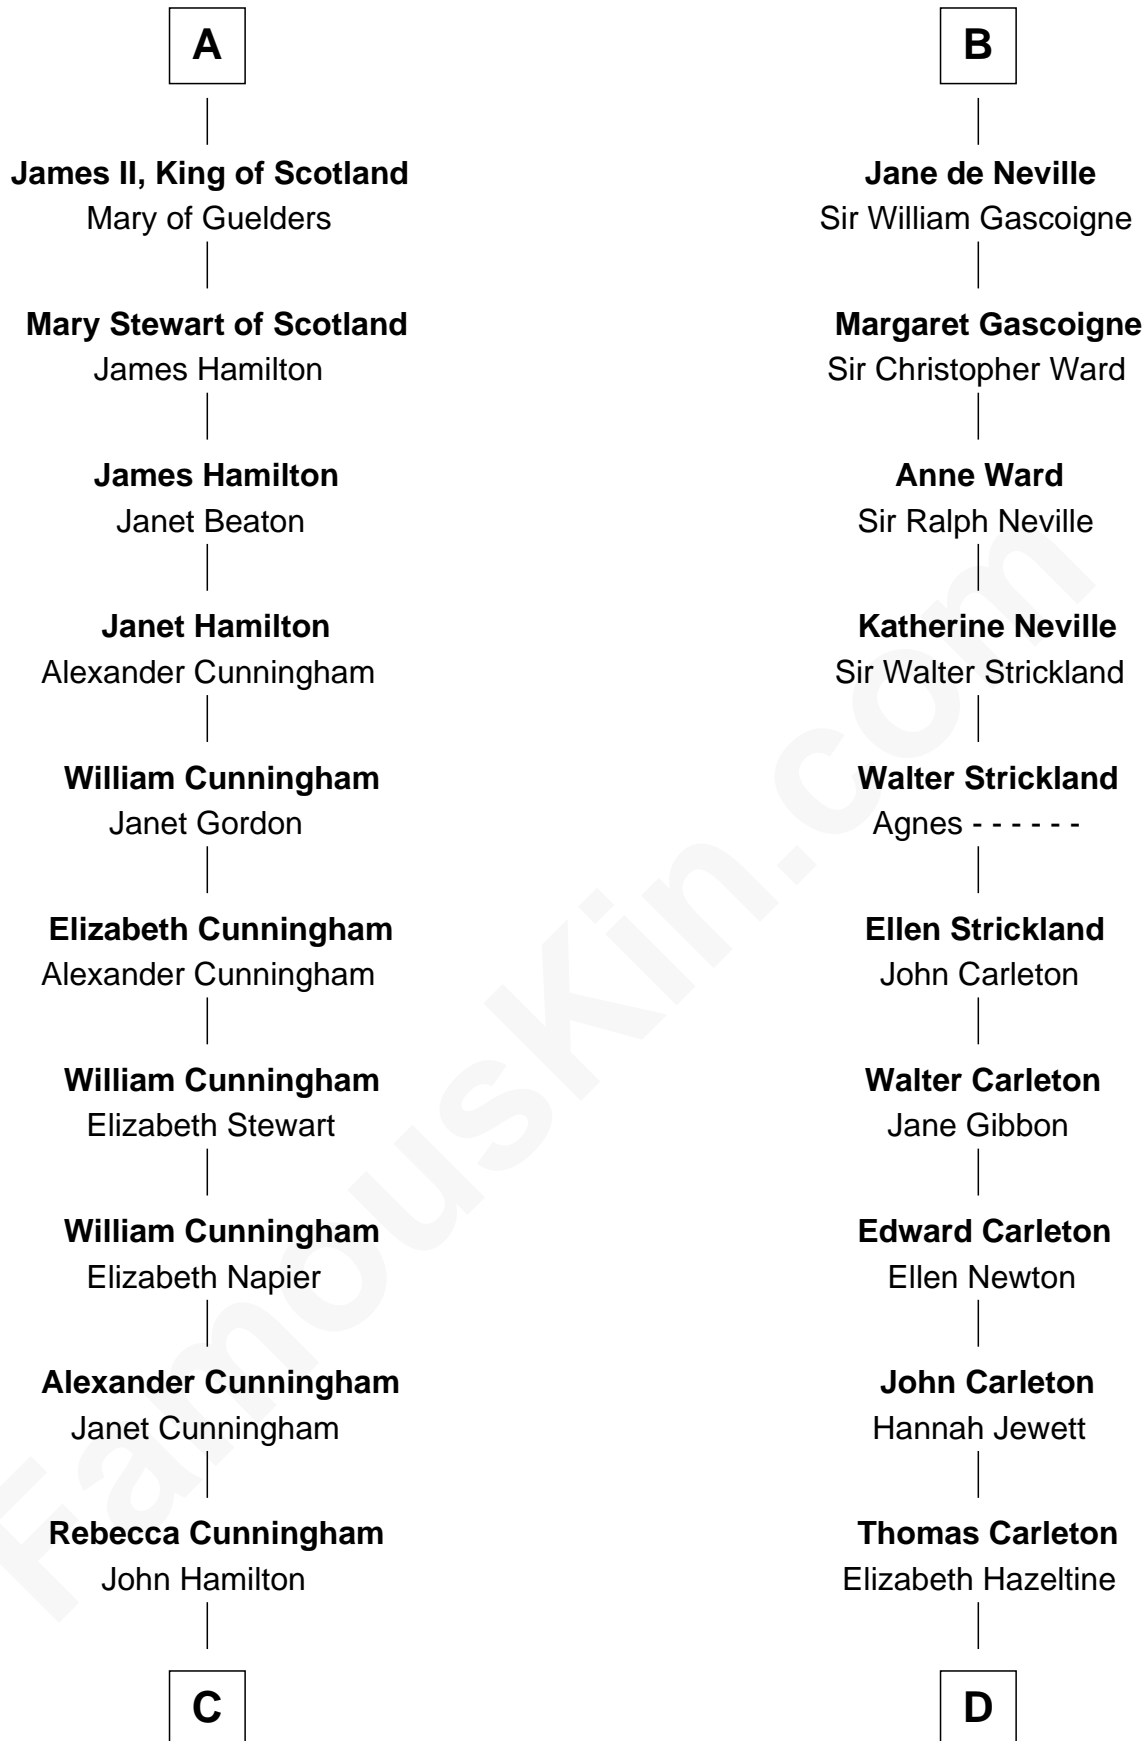 A
James II, King of Scotland
Mary of Guelders
Mary Stewart of Scotland
James Hamilton
James Hamilton
Janet Beaton
Janet Hamilton
Alexander Cunningham
William Cunningham
Janet Gordon
Elizabeth Cunningham
Alexander Cunningham
William Cunningham
Elizabeth Stewart
William Cunningham
Elizabeth Napier
Alexander Cunningham
Janet Cunningham
Rebecca Cunningham
John Hamilton
C
B
Jane de Neville
Sir William Gascoigne
Margaret Gascoigne
Sir Christopher Ward
Anne Ward
Sir Ralph Neville
Katherine Neville
Sir Walter Strickland
Walter Strickland
Agnes - - - - - -
Ellen Strickland
John Carleton
Walter Carleton
Jane Gibbon
Edward Carleton
Ellen Newton
John Carleton
Hannah Jewett
Thomas Carleton
Elizabeth Hazeltine
D
FamousKin.com